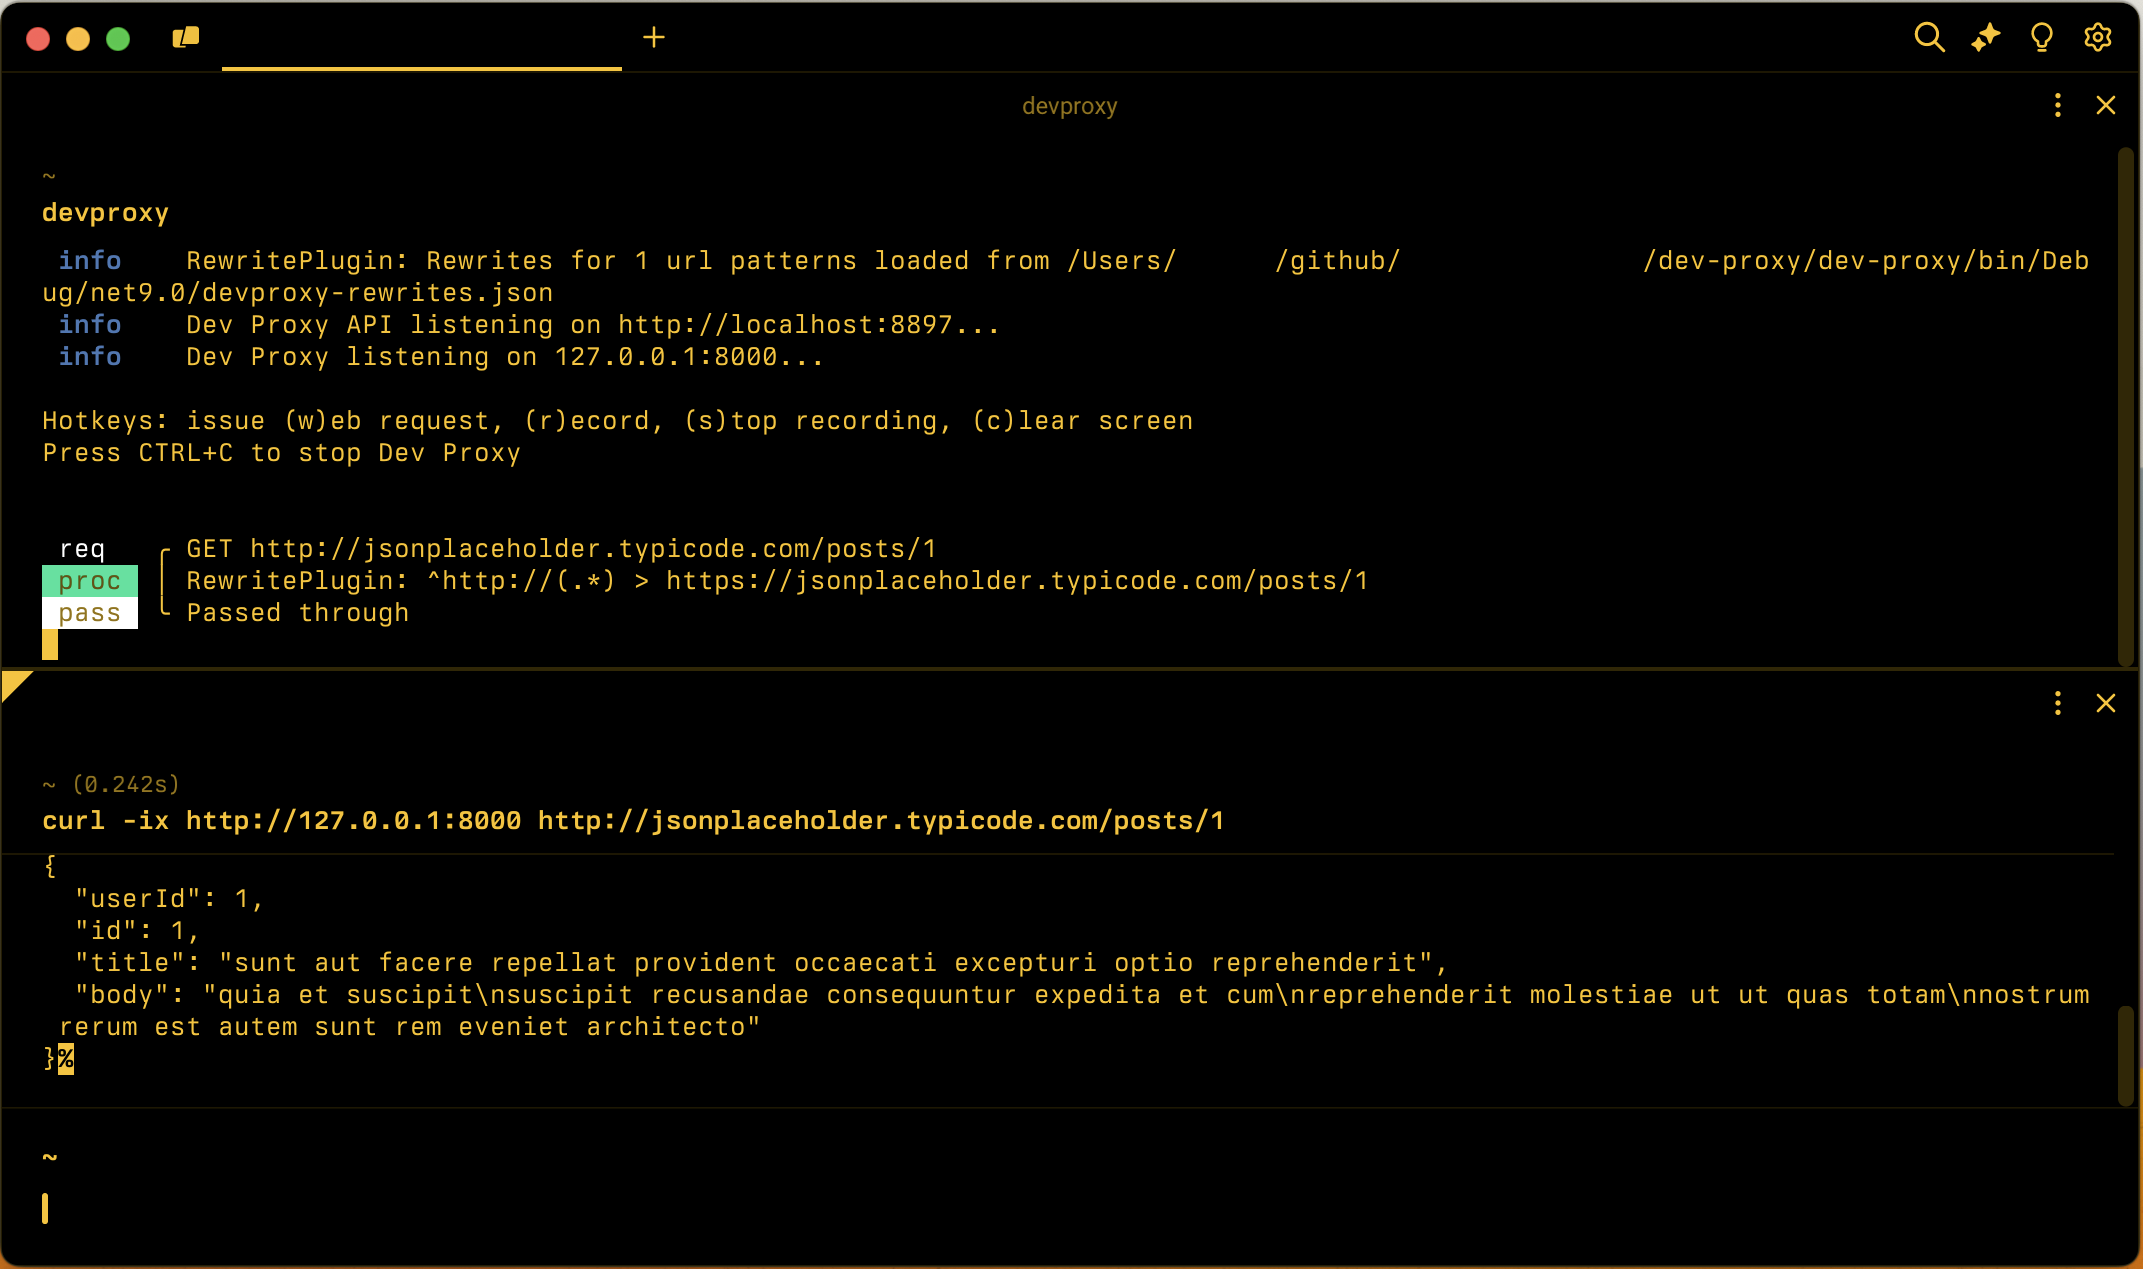 devproxy
~
devproxy
info RewritePlugin: Rewrites for 1 url patterns loaded from /Users/ /github/ /dev-proxy/dev-proxy/bin/Deb
ug/net9.0/devproxy-rewrites.json
info Dev Proxy API listening on http://localhost:8897...
info Dev Proxy listening on 127.0.0.1:8000...
Hotkeys: issue (w)eb request, (r)ecord, (s)top recording, (c)lear screen
Press CTRL+C to stop Dev Proxy
req ╭ GET http://jsonplaceholder.typicode.com/posts/1
proc │ RewritePlugin: ^http://(.*) > https://jsonplaceholder.typicode.com/posts/1
pass ╰ Passed through
~ (0.242s)
curl -ix http://127.0.0.1:8000 http://jsonplaceholder.typicode.com/posts/1
{
"userId": 1,
"id": 1,
"title": "sunt aut facere repellat provident occaecati excepturi optio reprehenderit",
"body": "quia et suscipit\nsuscipit recusandae consequuntur expedita et cum\nreprehenderit molestiae ut ut quas totam\nnostrum
rerum est autem sunt rem eveniet architecto"
}%
~